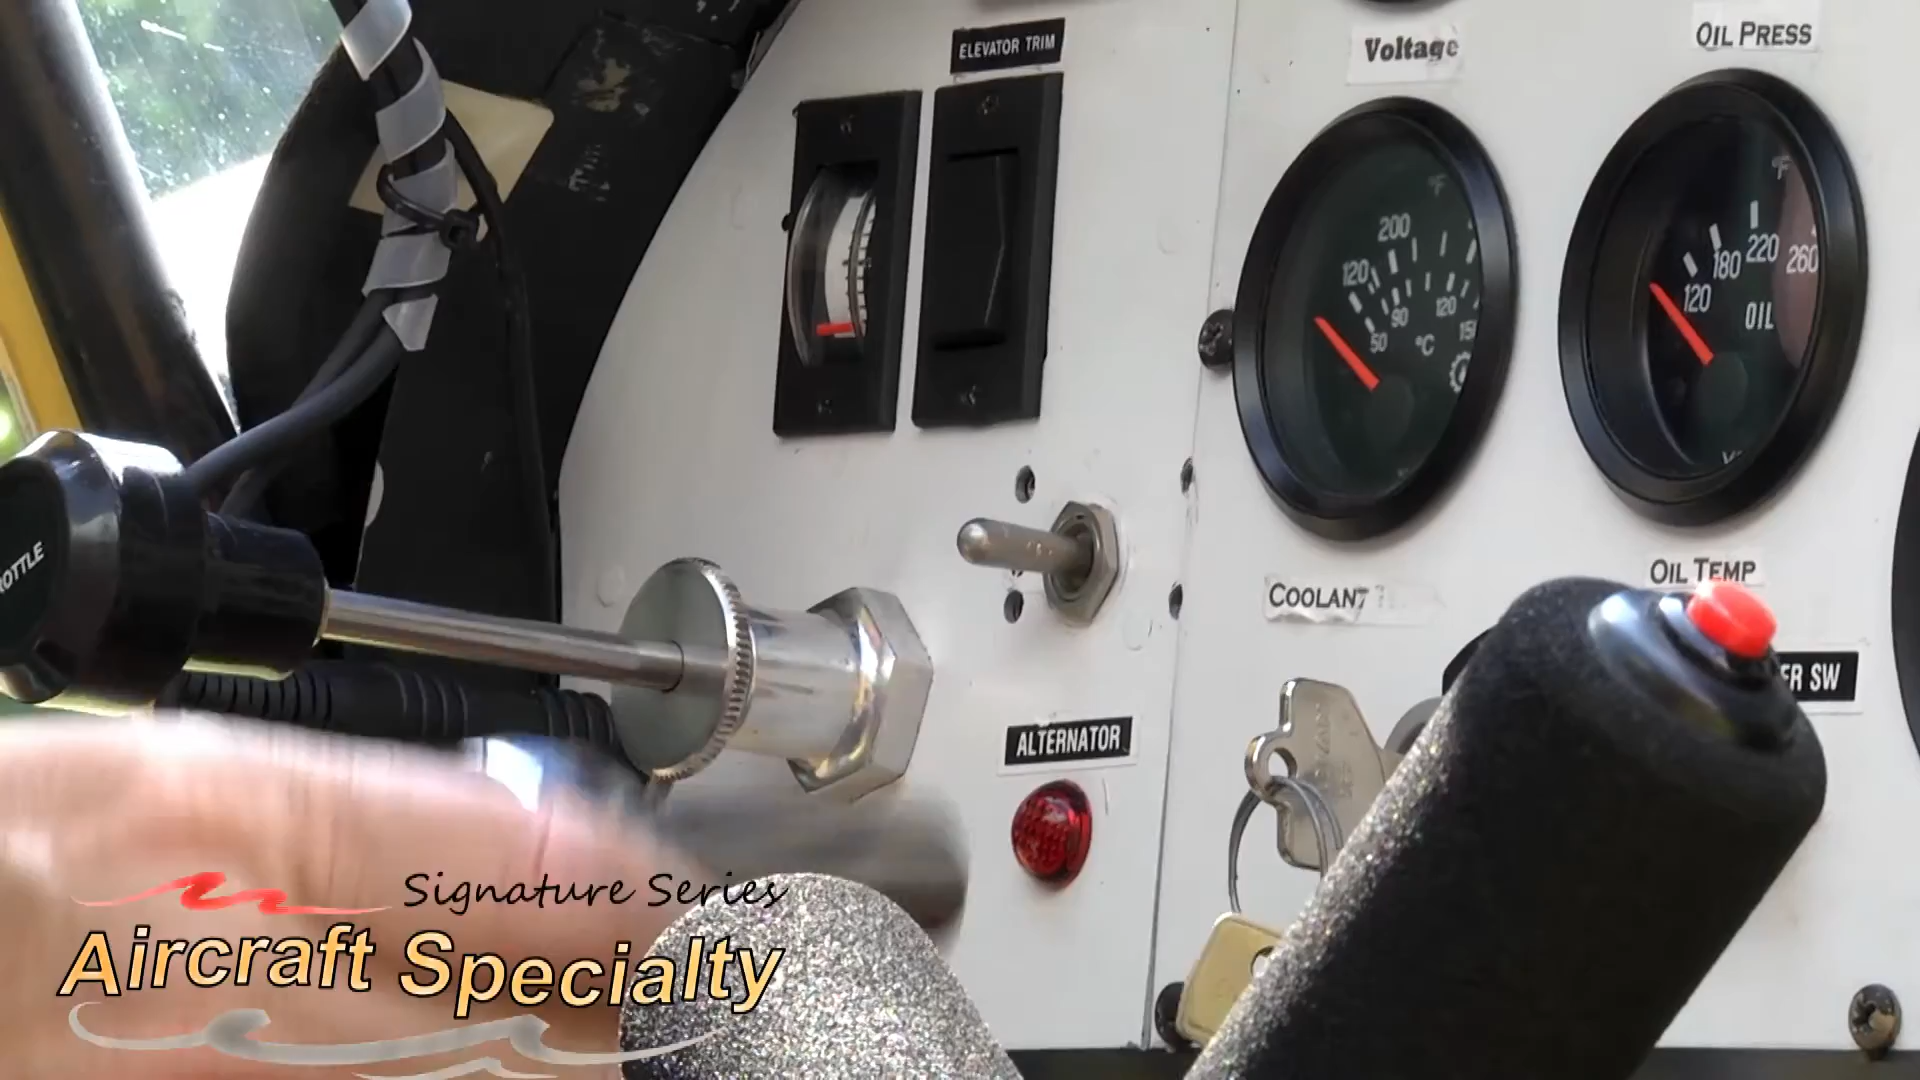 ELEVATOR TRIM
Voltage
OIL PRESS
°F
200
120
50
90
120
°C
°F
120
180
220
260
OIL
OTTLE
COOLANT
OIL TEMP
ER SW
ALTERNATOR
Signature Series
Aircraft Specialty